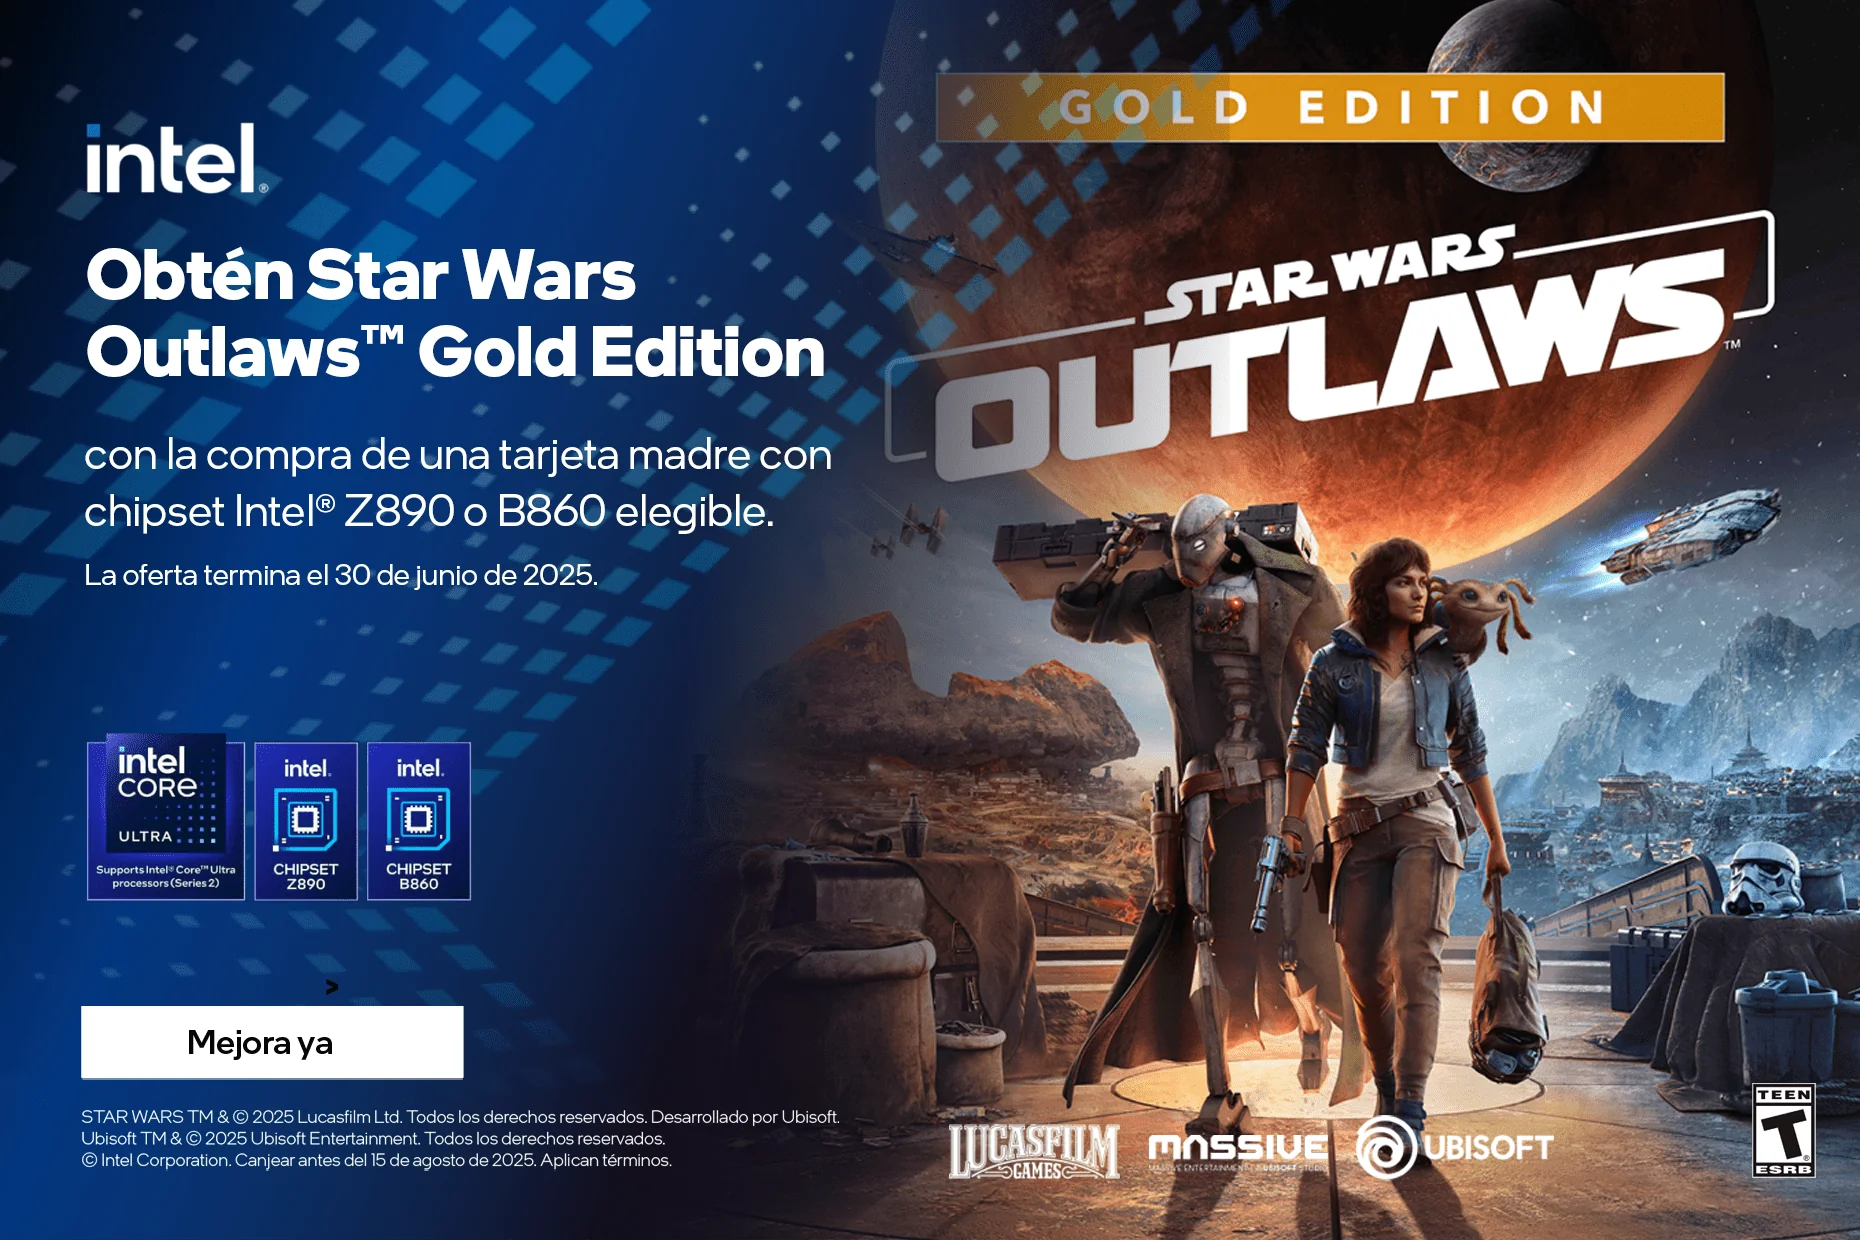 intel®
Obtén Star Wars
Outlaws™ Gold Edition
con la compra de una tarjeta madre con
chipset Intel® Z890 o B860 elegible.
La oferta termina el 30 de junio de 2025.
intel
CORE
ULTRA
Supports Intel® Core™ Ultra
processors (Series 2)
intel.
CHIPSET
Z890
intel.
CHIPSET
B860
>
Mejora ya
STAR WARS TM & © 2025 Lucasfilm Ltd. Todos los derechos reservados. Desarrollado por Ubisoft.
Ubisoft TM & © 2025 Ubisoft Entertainment. Todos los derechos reservados.
© Intel Corporation. Canjear antes del 15 de agosto de 2025. Aplican términos.
GOLD EDITION
STAR WARS
OUTLAWS™
LUCASFILM
GAMES
MASSIVE
MASSIVE ENTERTAINMENT A UBISOFT STUDIO
UBISOFT
TEEN
T®
ESRB